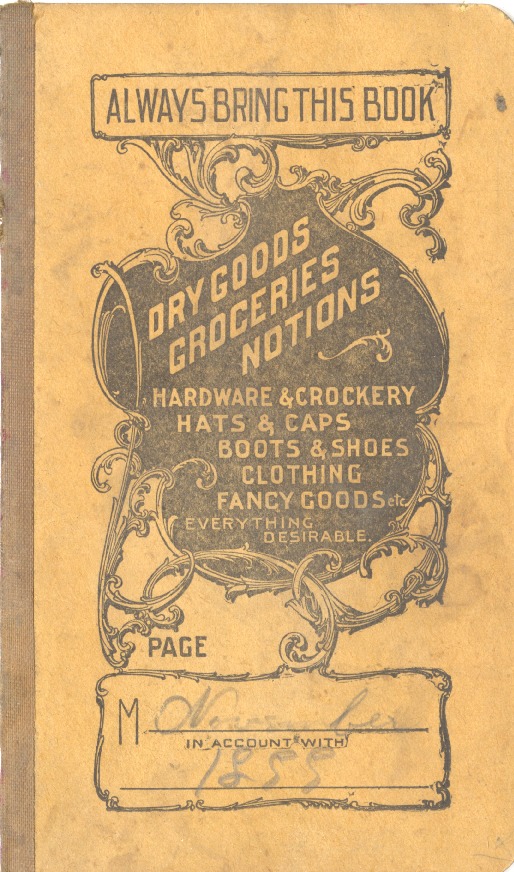 ALWAYS BRING THIS BOOK
DRY GOODS
GROCERIES
NOTIONS
HARDWARE & CROCKERY
HATS & CAPS
BOOTS & SHOES
CLOTHING
FANCY GOODS etc.
EVERYTHING
DESIRABLE.
PAGE
M November
IN ACCOUNT WITH
1899